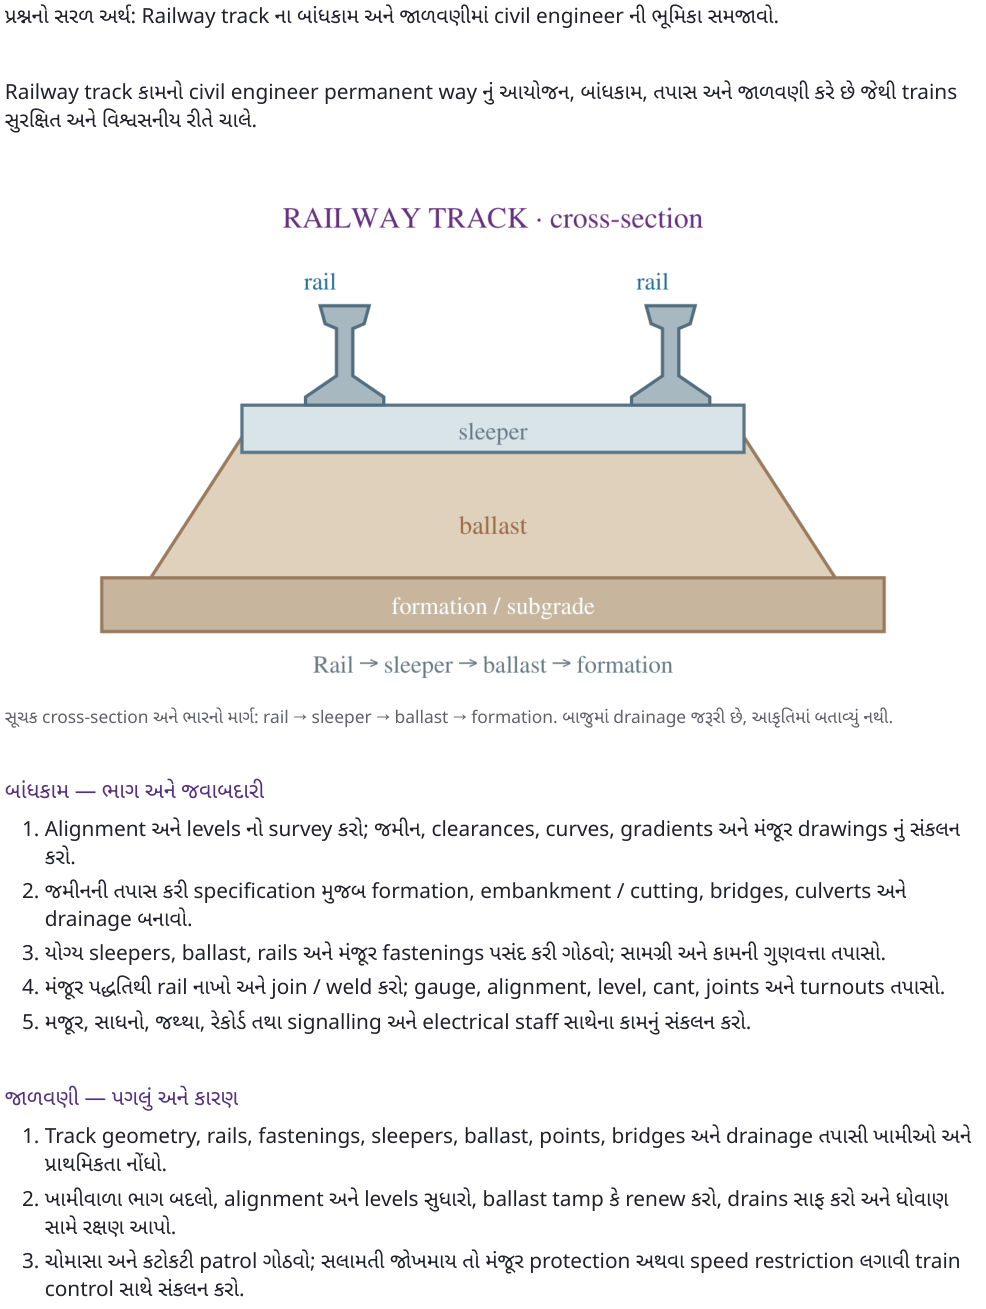 પ્રશ્નનો સરળ અર્થ: Railway track ના બાંધકામ અને જાળવણીમાં civil engineer ની ભૂમિકા સમજાવો.
Railway track કામનો civil engineer permanent way નું આયોજન, બાંધકામ, તપાસ અને જાળવણી કરે છે જેથી trains
સુરક્ષિત અને વિશ્વસનીય રીતે ચાલે.
RAILWAY TRACK · cross-section
rail rail
sleeper
ballast
formation / subgrade
Rail → sleeper → ballast → formation
સૂચક cross-section અને ભારનો માર્ગ: rail → sleeper → ballast → formation. બાજુમાં drainage જરૂરી છે, આકૃતિમાં બતાવ્યું નથી.
બાંધકામ — ભાગ અને જવાબદારી
1. Alignment અને levels નો survey કરો; જમીન, clearances, curves, gradients અને મંજૂર drawings નું સંકલન
કરો.
2. જમીનની તપાસ કરી specification મુજબ formation, embankment / cutting, bridges, culverts અને
drainage બનાવો.
3. યોગ્ય sleepers, ballast, rails અને મંજૂર fastenings પસંદ કરી ગોઠવો; સામગ્રી અને કામની ગુણવત્તા તપાસો.
4. મંજૂર પદ્ધતિથી rail નાખો અને join / weld કરો; gauge, alignment, level, cant, joints અને turnouts તપાસો.
5. મજૂર, સાધનો, જથ્થા, રેકોર્ડ તથા signalling અને electrical staff સાથેના કામનું સંકલન કરો.
જાળવણી — પગલું અને કારણ
1. Track geometry, rails, fastenings, sleepers, ballast, points, bridges અને drainage તપાસી ખામીઓ અને
પ્રાથમિકતા નોંધો.
2. ખામીવાળા ભાગ બદલો, alignment અને levels સુધારો, ballast tamp કે renew કરો, drains સાફ કરો અને ધોવાણ
સામે રક્ષણ આપો.
3. ચોમાસા અને કટોકટી patrol ગોઠવો; સલામતી જોખમાય તો મંજૂર protection અથવા speed restriction લગાવી train
control સાથે સંકલન કરો.